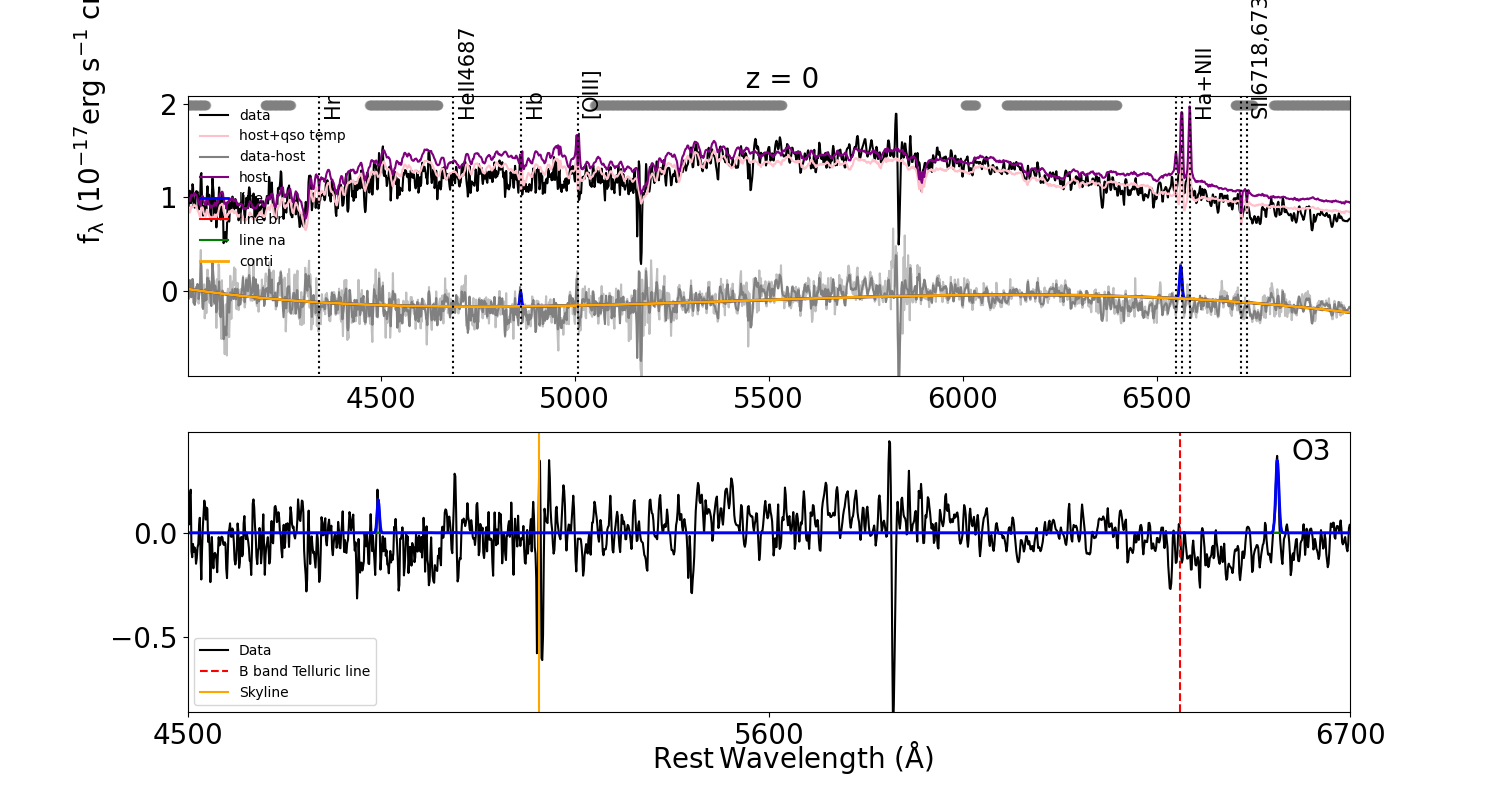 z = 0
fλ (10−17 erg s−1 c
Hr
HeII4687
Hb
[OIII]
Ha+NII
SII6718,673
2
1
0
data
host+qso temp
data-host
host
line br
line na
conti
4500 5000 5500 6000 6500
O3
0.0
−0.5
Data
B band Telluric line
Skyline
4500 5600 6700
Rest Wavelength (Å)